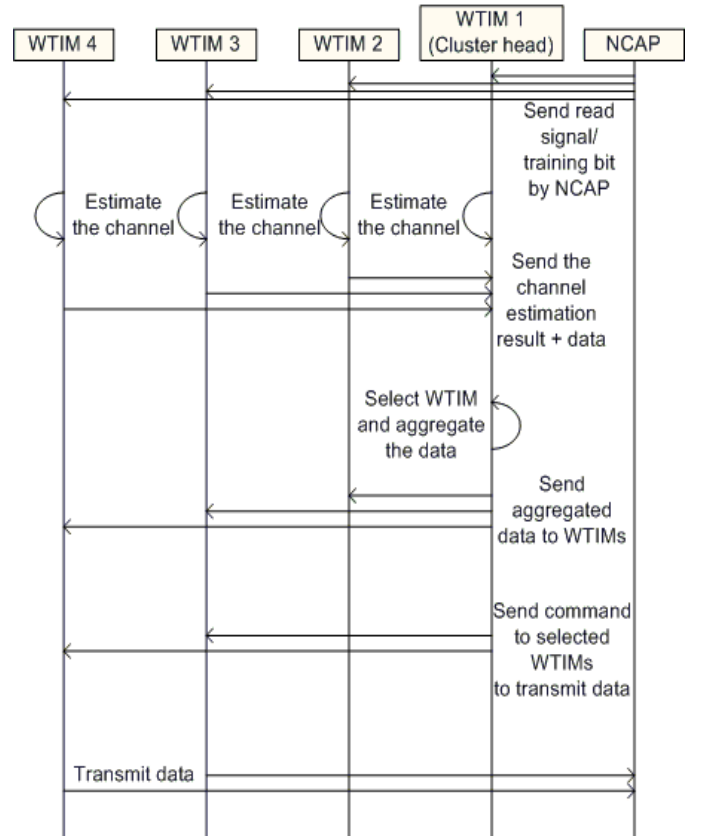 WTIM 4
WTIM 3
WTIM 2
WTIM 1
(Cluster head)
NCAP
Send read
signal/
training bit
by NCAP
Estimate
the channel
Estimate
the channel
Estimate
the channel
Send the
channel
estimation
result + data
Select WTIM
and aggregate
the data
Send
aggregated
data to WTIMs
Send command
to selected
WTIMs
to transmit data
Transmit data